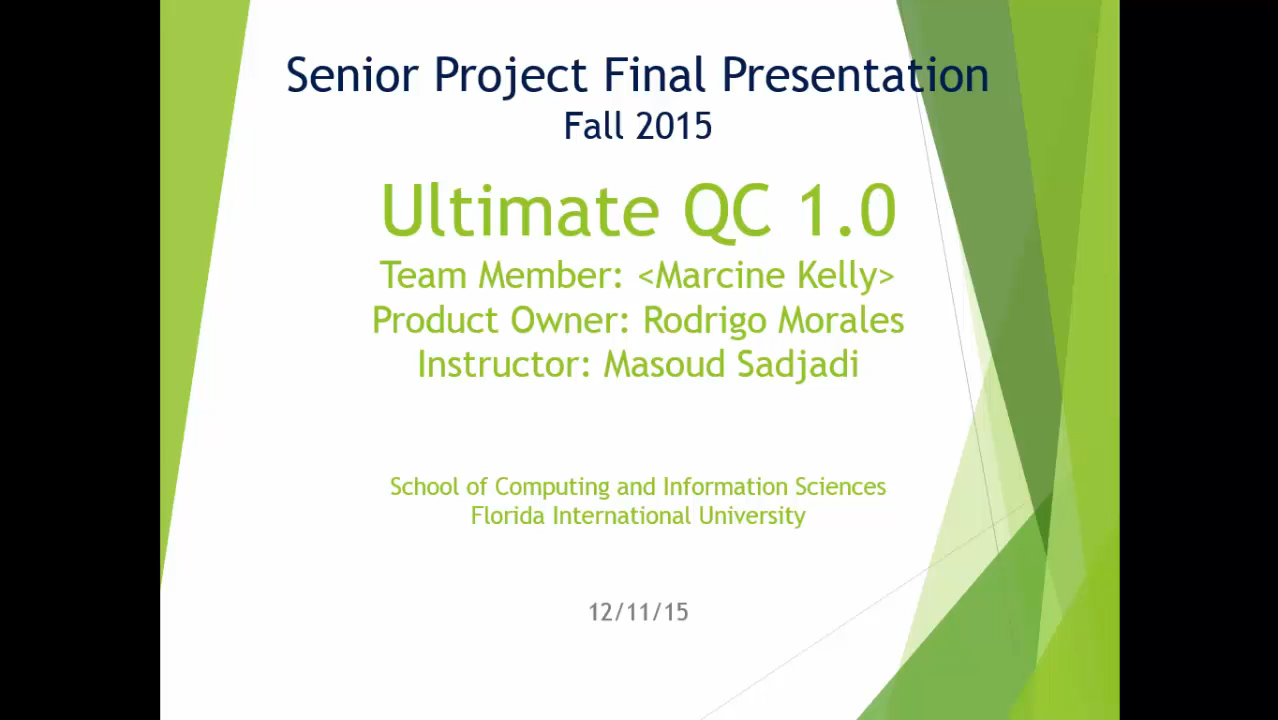 Senior Project Final Presentation
Fall 2015
Ultimate QC 1.0
Team Member: <Marcine Kelly>
Product Owner: Rodrigo Morales
Instructor: Masoud Sadjadi
School of Computing and Information Sciences
Florida International University
12/11/15